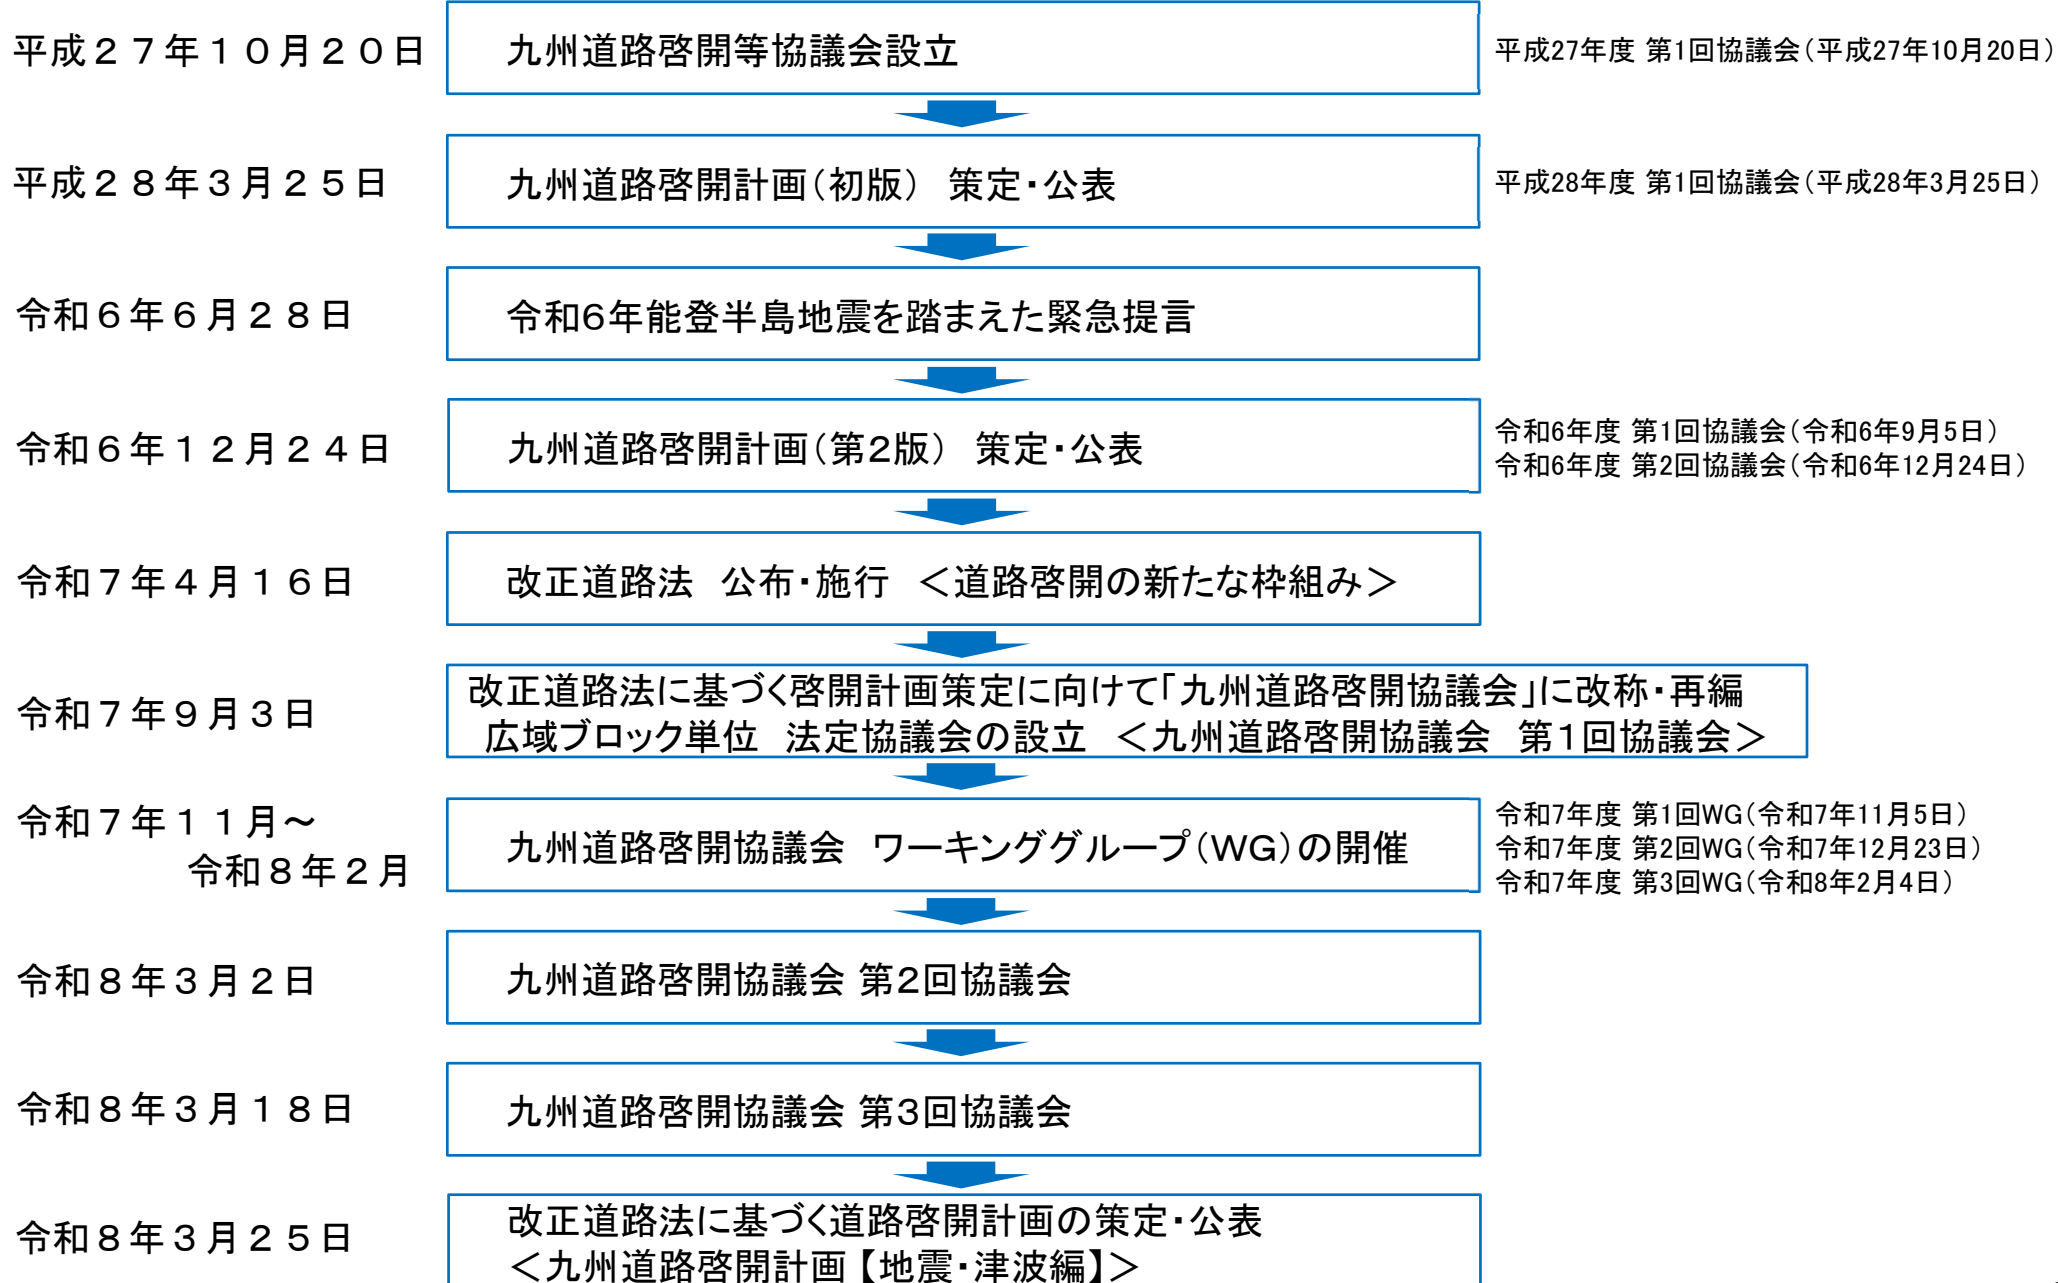 平成２７年１０月２０日
九州道路啓開等協議会設立
平成27年度 第1回協議会（平成27年10月20日）
平成２８年３月２５日
九州道路啓開計画（初版）　策定・公表
平成28年度 第1回協議会（平成28年3月25日）
令和６年６月２８日
令和６年能登半島地震を踏まえた緊急提言
令和６年１２月２４日
九州道路啓開計画（第２版）　策定・公表
令和6年度 第1回協議会（令和6年9月5日）
令和6年度 第2回協議会（令和6年12月24日）
令和７年４月１６日
改正道路法　公布・施行　＜道路啓開の新たな枠組み＞
令和７年９月３日
改正道路法に基づく啓開計画策定に向けて「九州道路啓開協議会」に改称・再編
広域ブロック単位　法定協議会の設立　＜九州道路啓開協議会　第１回協議会＞
令和７年１１月～
令和８年２月
九州道路啓開協議会　ワーキンググループ（WG）の開催
令和7年度 第1回WG（令和7年11月5日）
令和7年度 第2回WG（令和7年12月23日）
令和7年度 第3回WG（令和8年2月4日）
令和８年３月２日
九州道路啓開協議会 第２回協議会
令和８年３月１８日
九州道路啓開協議会 第３回協議会
令和８年３月２５日
改正道路法に基づく道路啓開計画の策定・公表
＜九州道路啓開計画【地震・津波編】＞